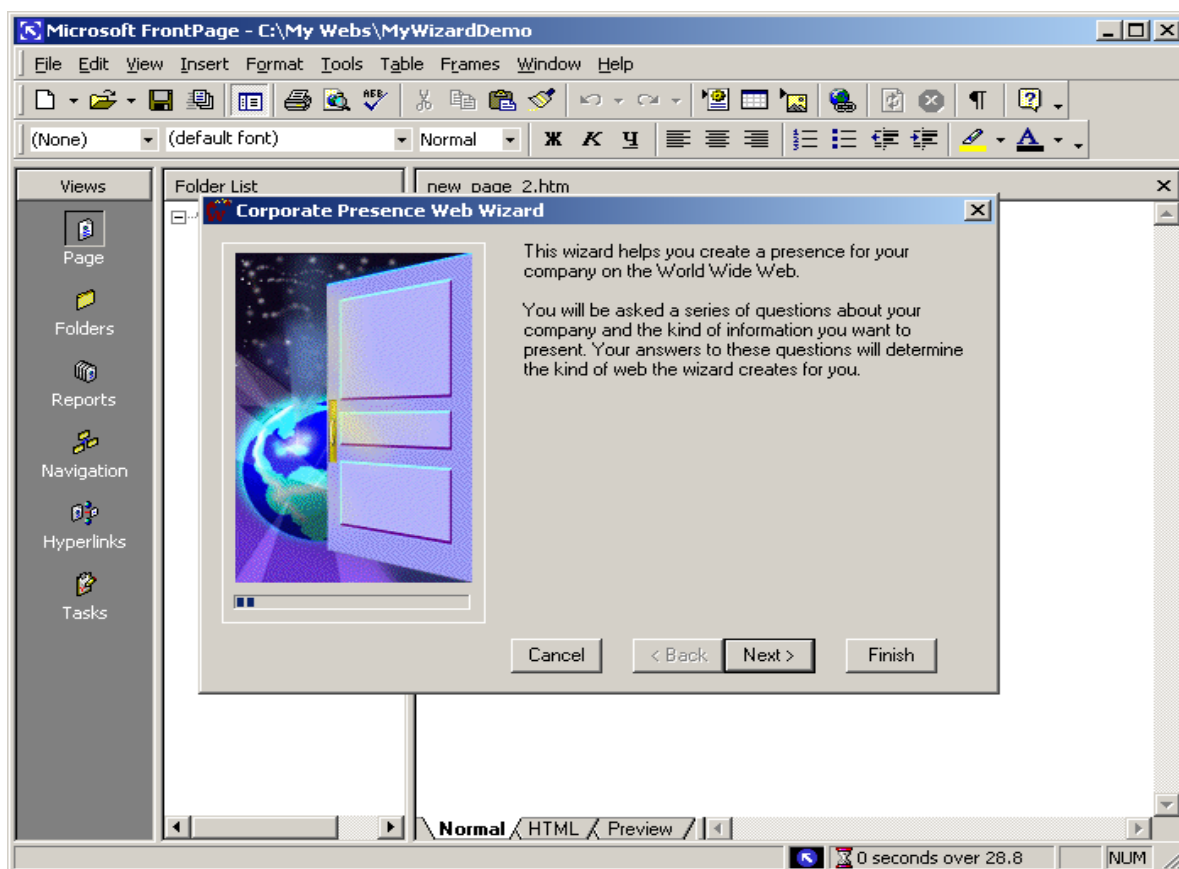 Microsoft FrontPage - C:\My Webs\MyWizardDemo
File Edit View Insert Format Tools Table Frames Window Help
(None) (default font) Normal Ж К Ч A
Views Folder List new_page_2.htm
Corporate Presence Web Wizard
Page
Folders
Reports
Navigation
Hyperlinks
Tasks
This wizard helps you create a presence for your
company on the World Wide Web.
You will be asked a series of questions about your
company and the kind of information you want to
present. Your answers to these questions will determine
the kind of web the wizard creates for you.
Cancel < Back Next > Finish
Normal HTML Preview
0 seconds over 28.8 NUM